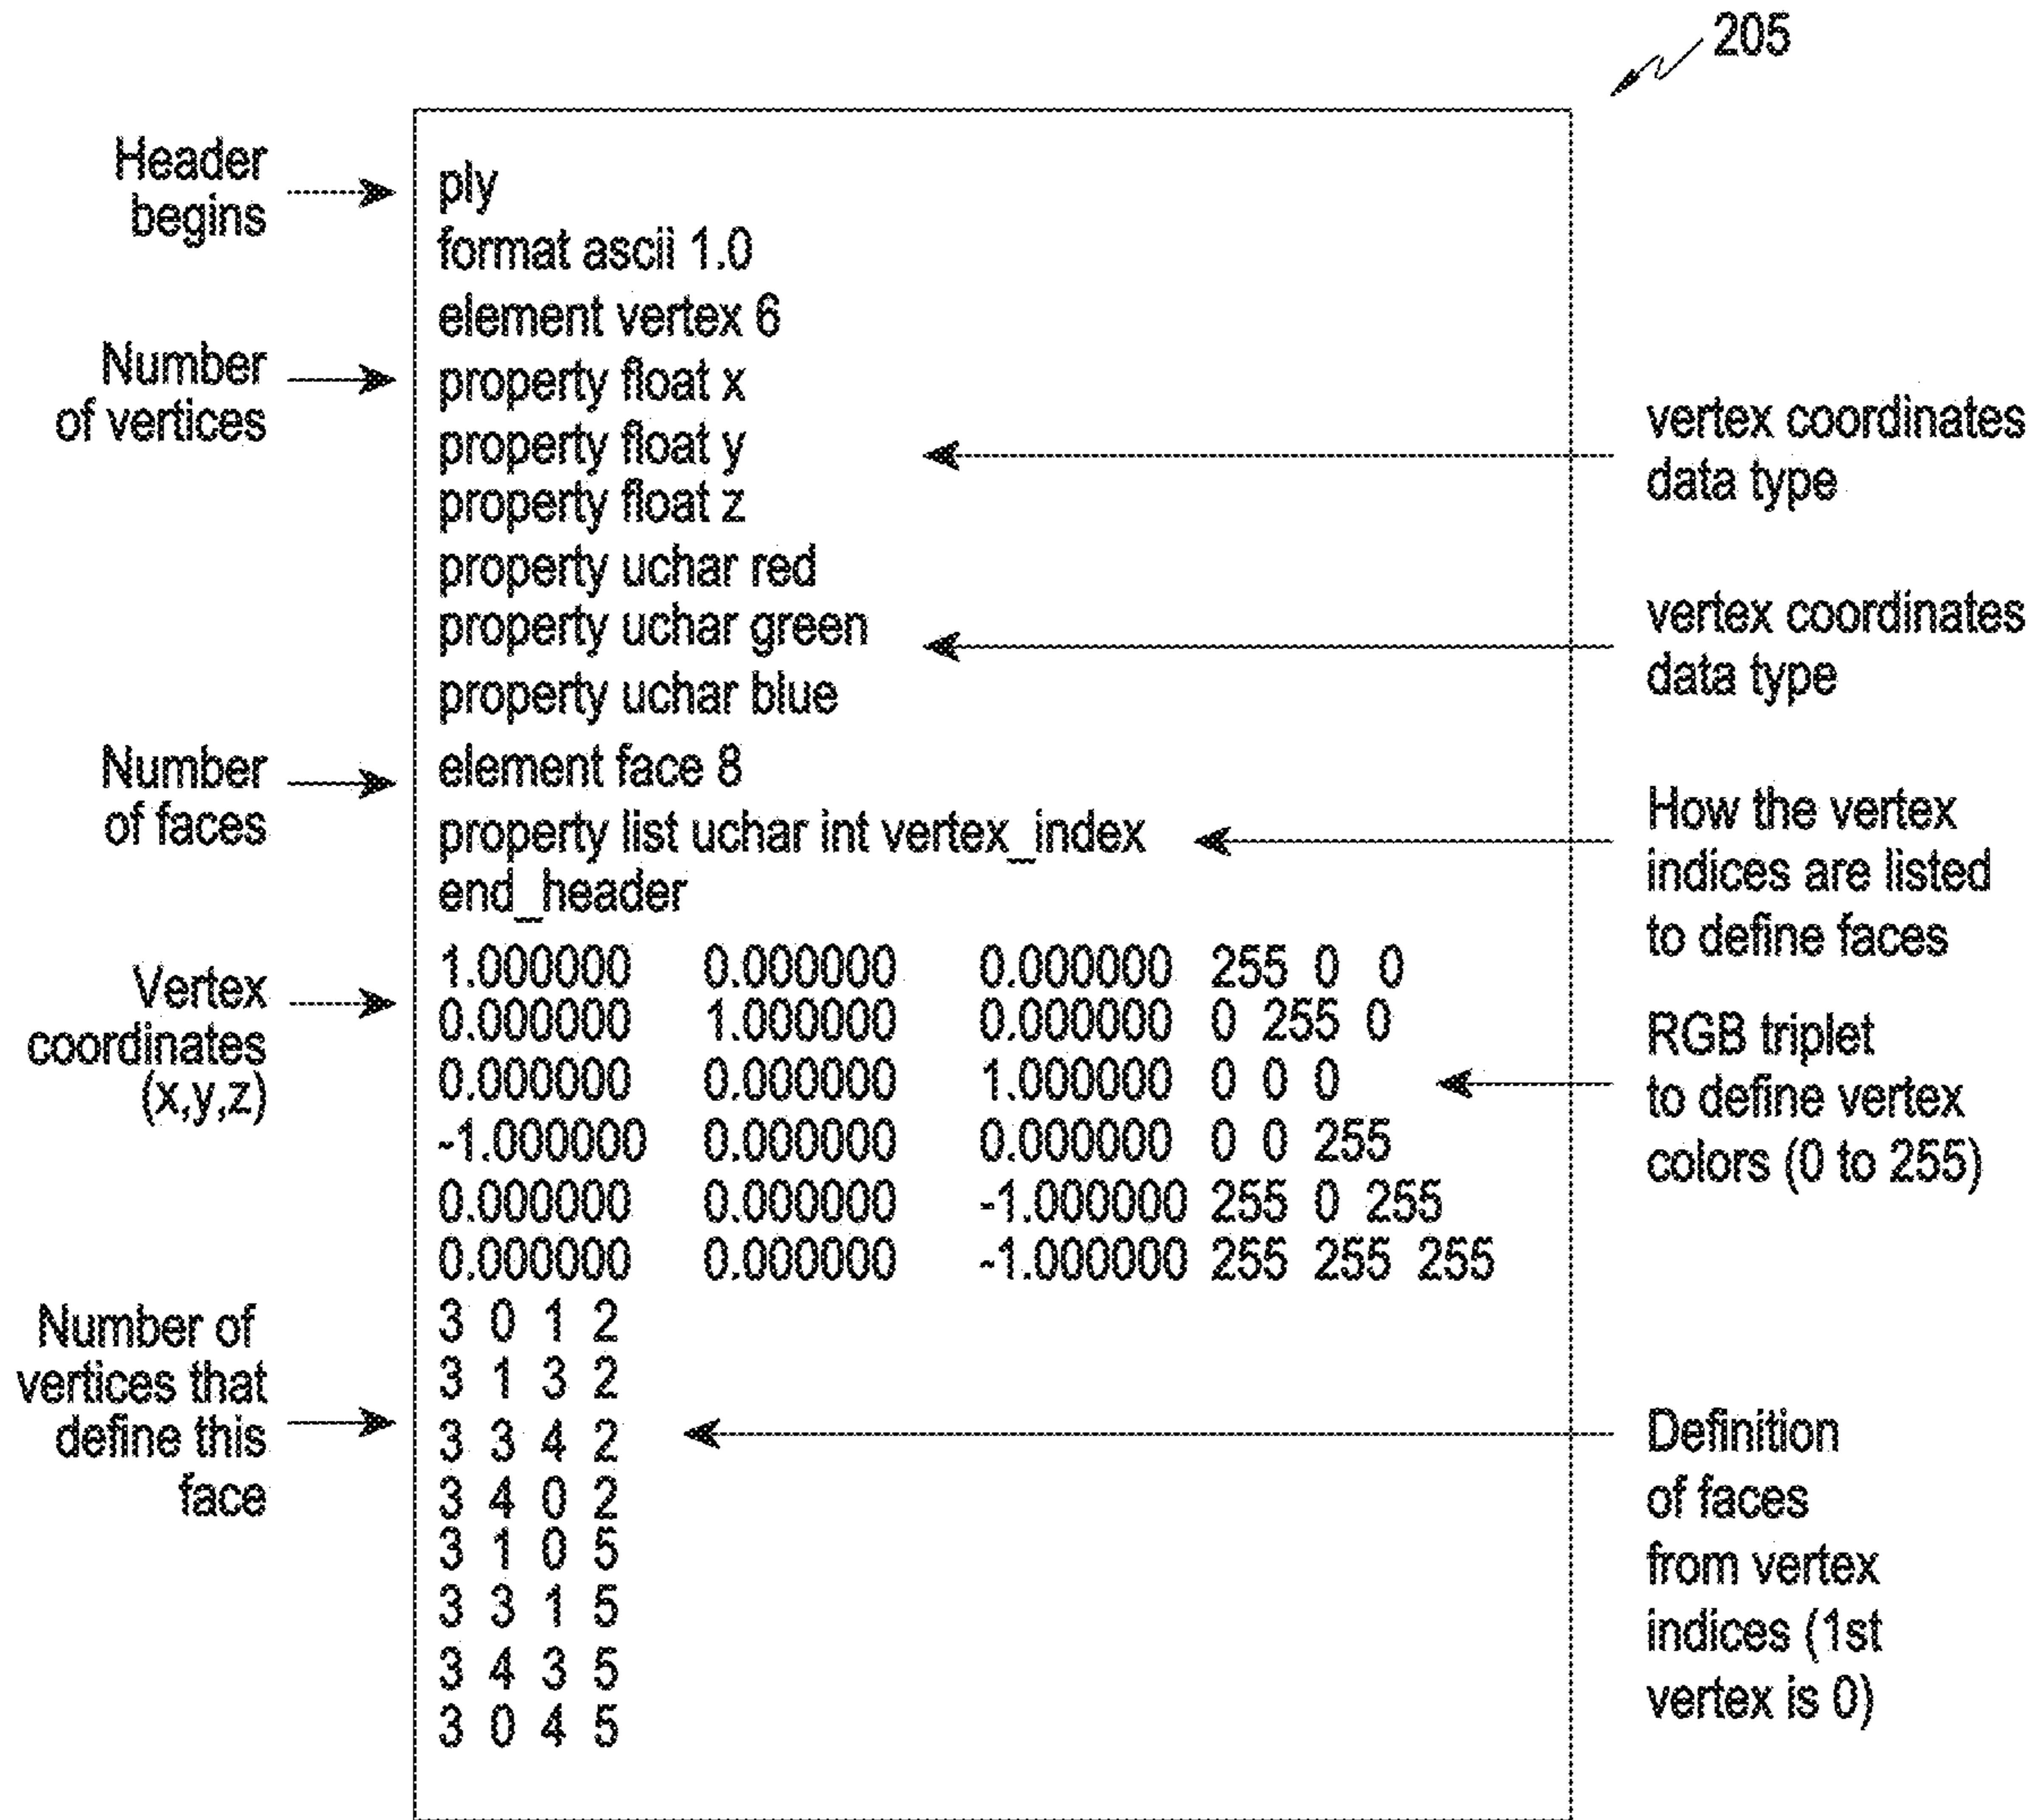 205
Header
begins
ply
format ascii 1.0
element vertex 6
Number
of vertices
property float x
property float y
property float z
vertex coordinates
data type
property uchar red
property uchar green
property uchar blue
vertex coordinates
data type
Number
of faces
element face 8
property list uchar int vertex_index
end_header
How the vertex
indices are listed
to define faces
Vertex
coordinates
(x,y,z)
1.000000 0.000000 0.000000 255 0 0
0.000000 1.000000 0.000000 0 255 0
0.000000 0.000000 1.000000 0 0 0
-1.000000 0.000000 0.000000 0 0 255
0.000000 0.000000 -1.000000 255 0 255
0.000000 0.000000 -1.000000 255 255 255
RGB triplet
to define vertex
colors (0 to 255)
Number of
vertices that
define this
face
3 0 1 2
3 1 3 2
3 3 4 2
3 4 0 2
3 1 0 5
3 3 1 5
3 4 3 5
3 0 4 5
Definition
of faces
from vertex
indices (1st
vertex is 0)